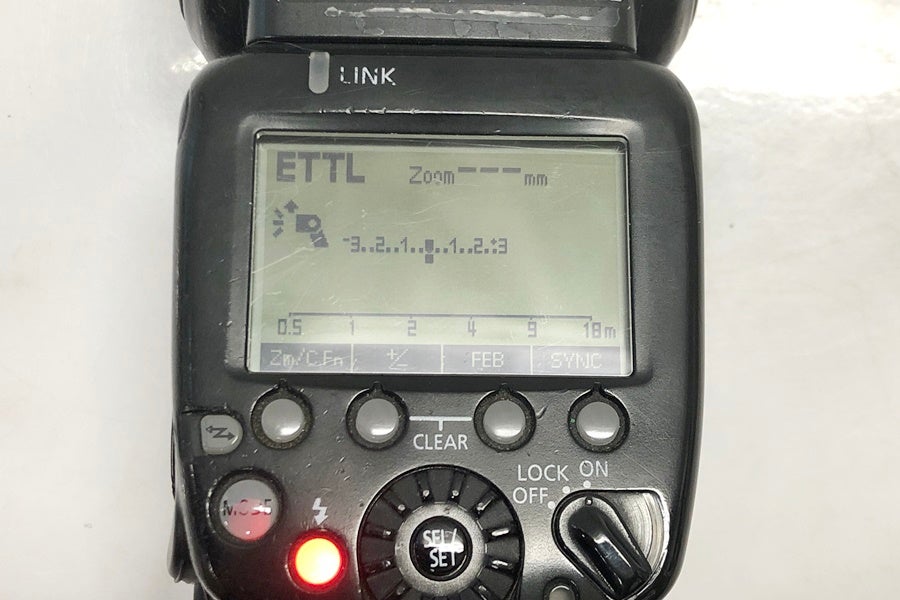 LINK
ETTL Zoom --- mm
-3..2..1..▮..1..2.:+3
0.5 1 2 4 9 18m
Zm/C.Fn +/- FEB SYNC
CLEAR
LOCK ON
OFF
MODE
SEL/
SET